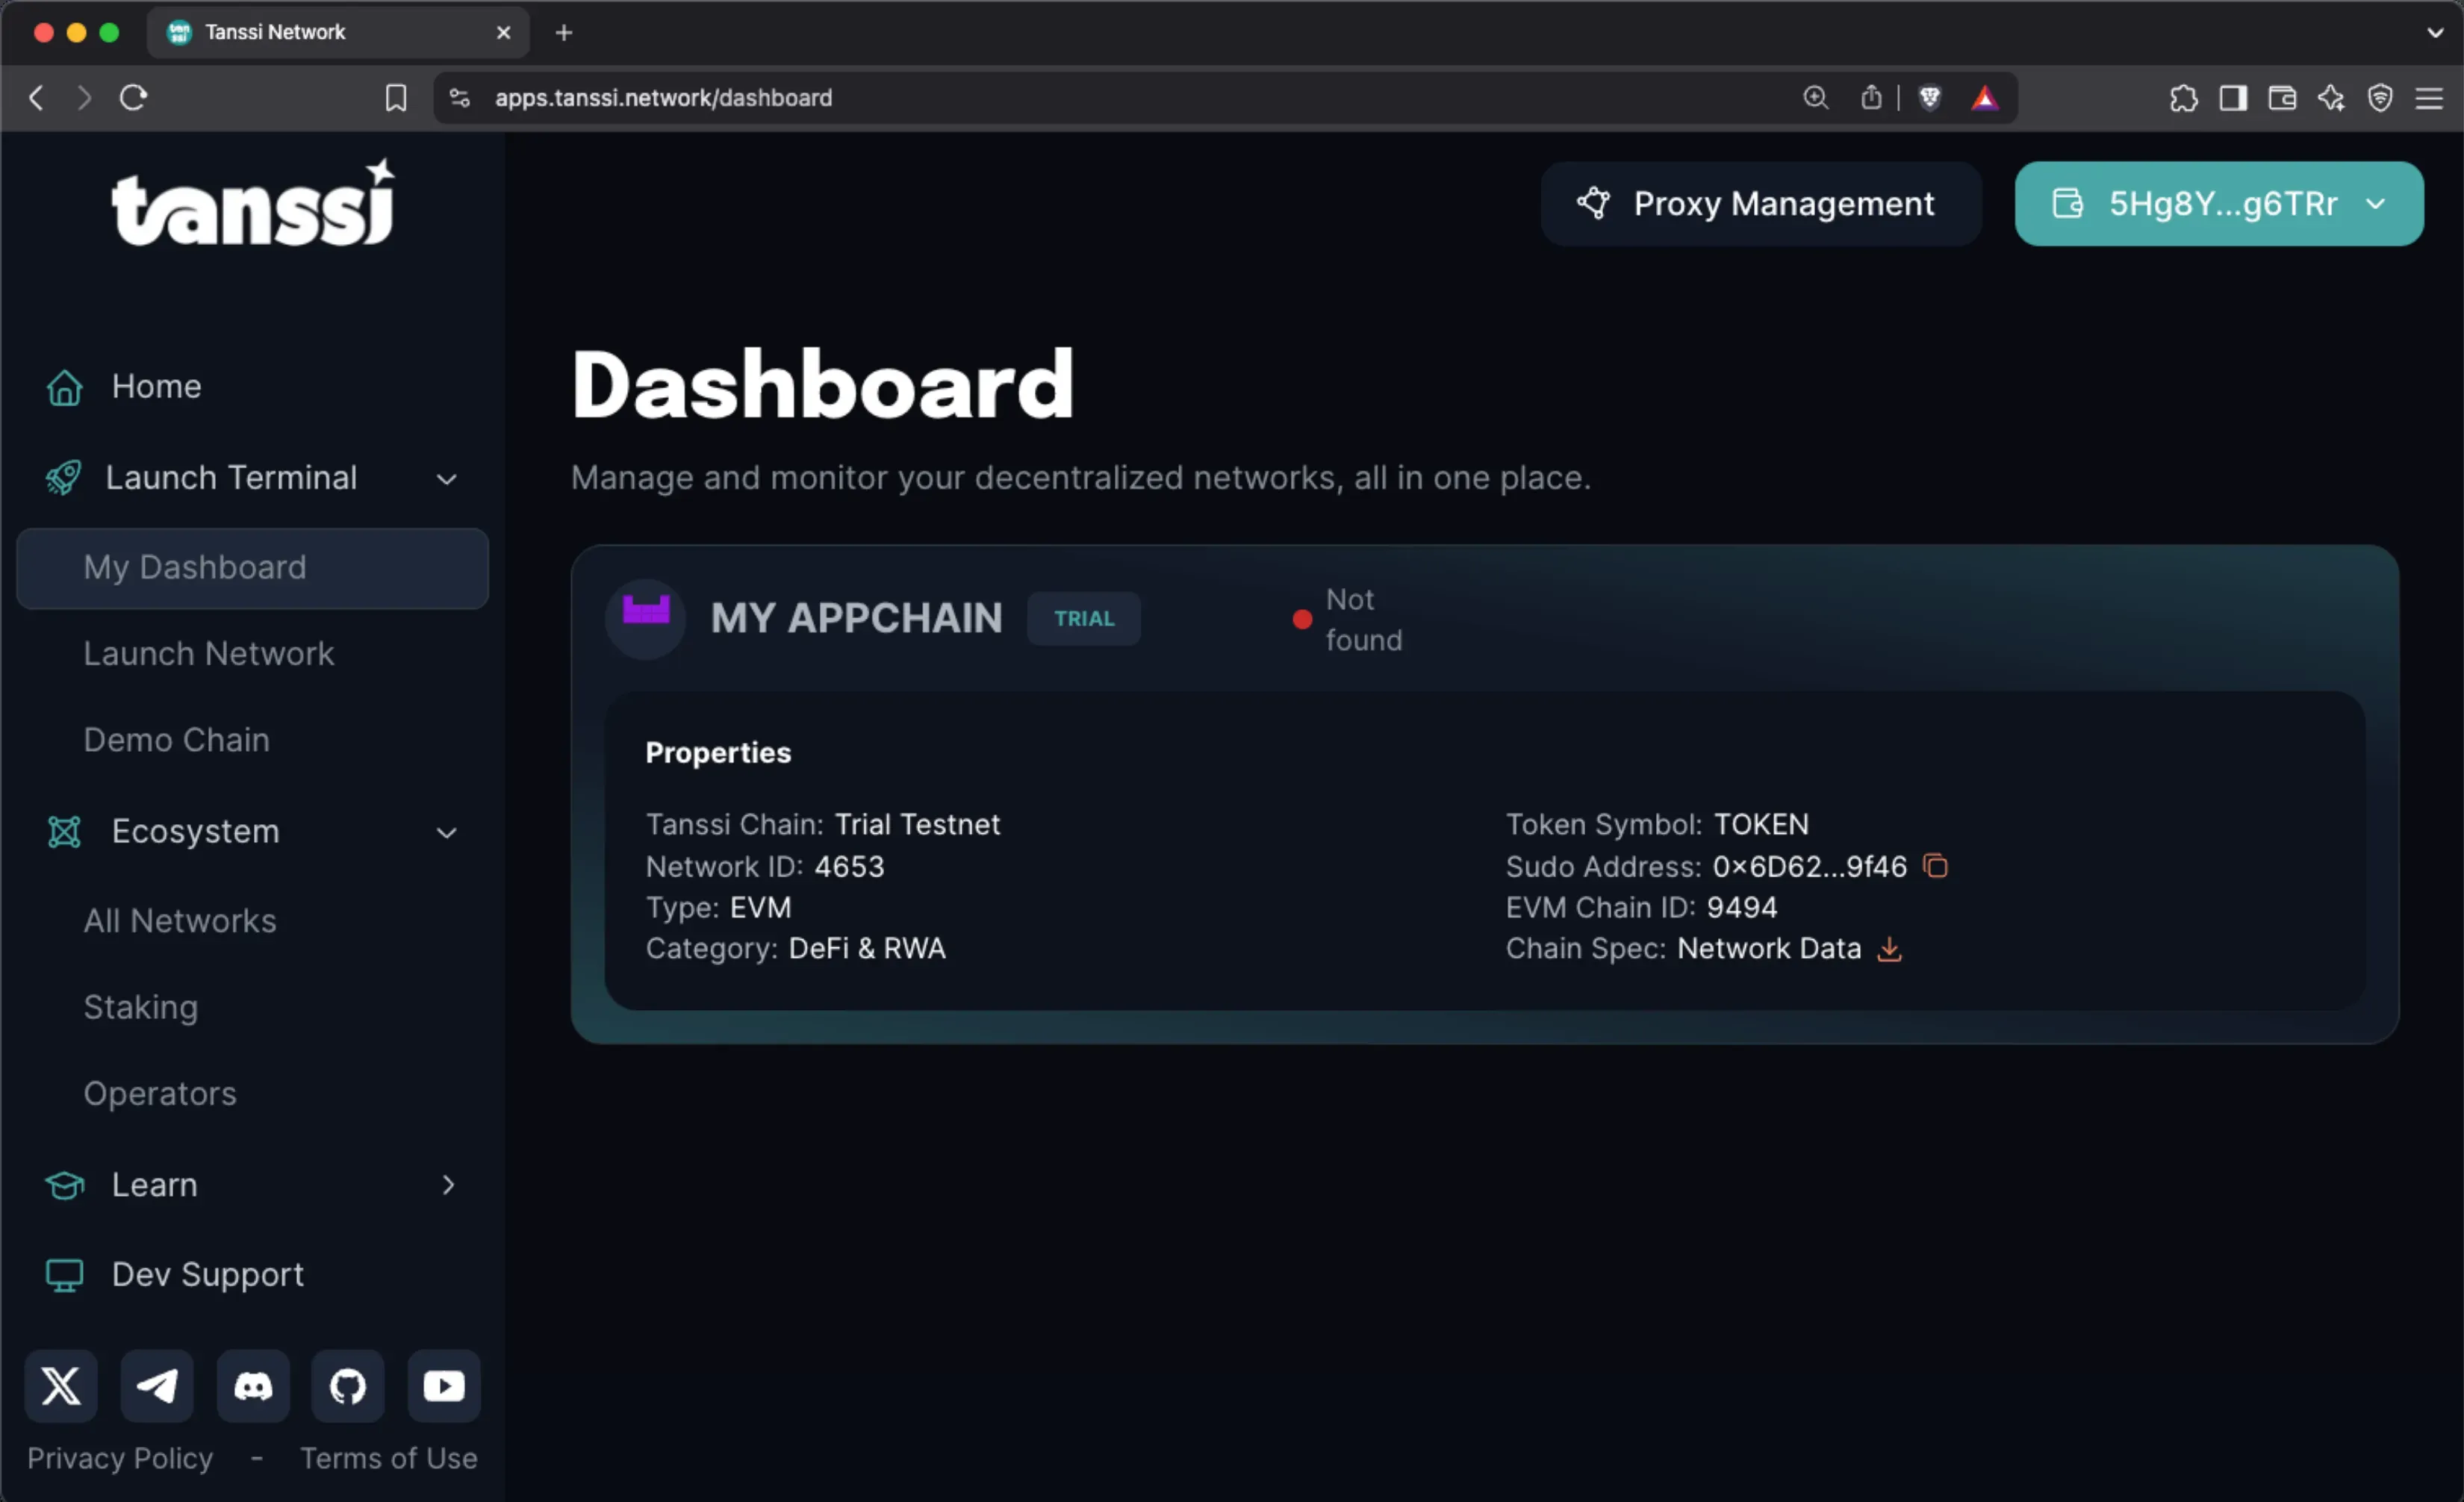 Tanssi Network
apps.tanssi.network/dashboard
tanssi
Proxy Management
5Hg8Y...g6TRr
Home
Launch Terminal
My Dashboard
Launch Network
Demo Chain
Ecosystem
All Networks
Staking
Operators
Learn
Dev Support
Privacy Policy - Terms of Use
Dashboard
Manage and monitor your decentralized networks, all in one place.
MY APPCHAIN
TRIAL
Not
found
Properties
Tanssi Chain: Trial Testnet
Network ID: 4653
Type: EVM
Category: DeFi & RWA
Token Symbol: TOKEN
Sudo Address: 0×6D62...9f46
EVM Chain ID: 9494
Chain Spec: Network Data